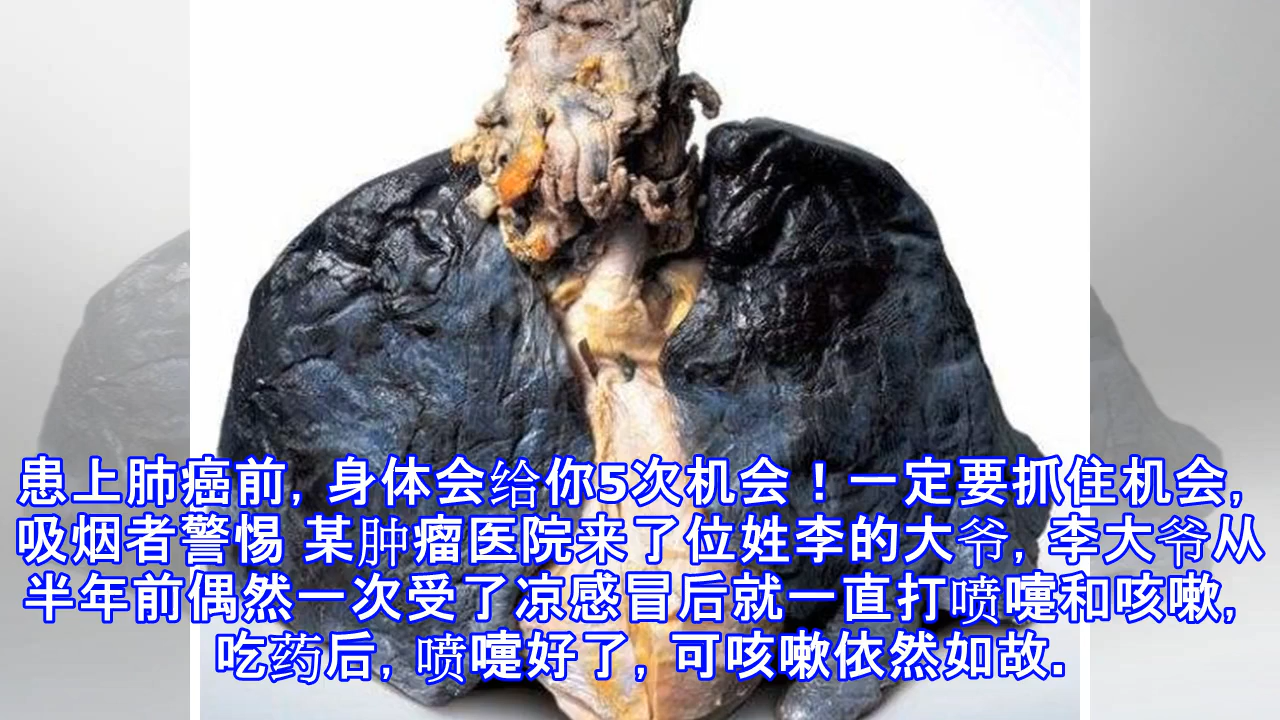 患上肺癌前, 身体会给你5次机会！一定要抓住机会,
吸烟者警惕 某肿瘤医院来了位姓李的大爷, 李大爷从
半年前偶然一次受了凉感冒后就一直打喷嚏和咳嗽,
吃药后, 喷嚏好了, 可咳嗽依然如故.